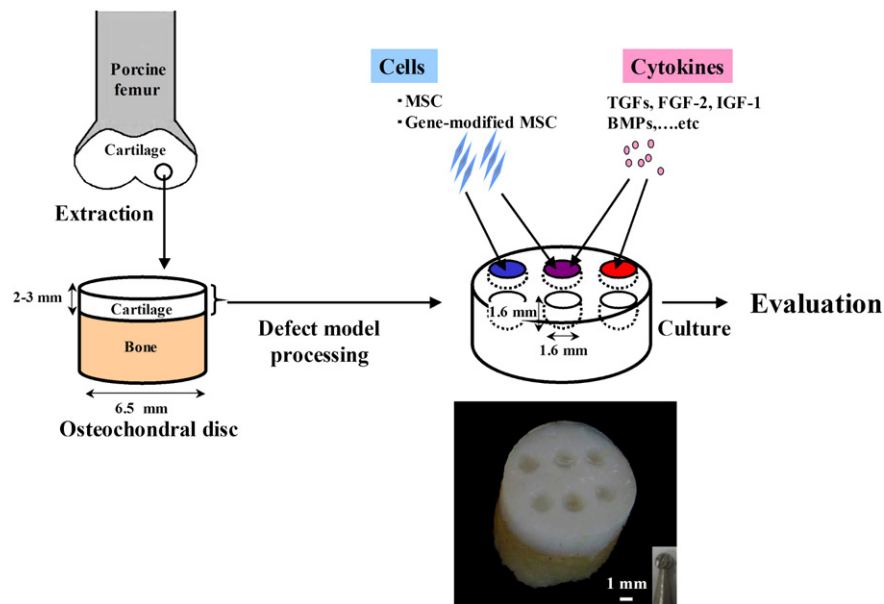 Porcine
femur
Cartilage
Extraction
2-3 mm
Cartilage
Bone
6.5 mm
Osteochondral disc
Defect model
processing
Cells
・MSC
・Gene-modified MSC
Cytokines
TGFs, FGF-2, IGF-1
BMPs,….etc
1.6 mm
1.6 mm
Culture
Evaluation
1 mm